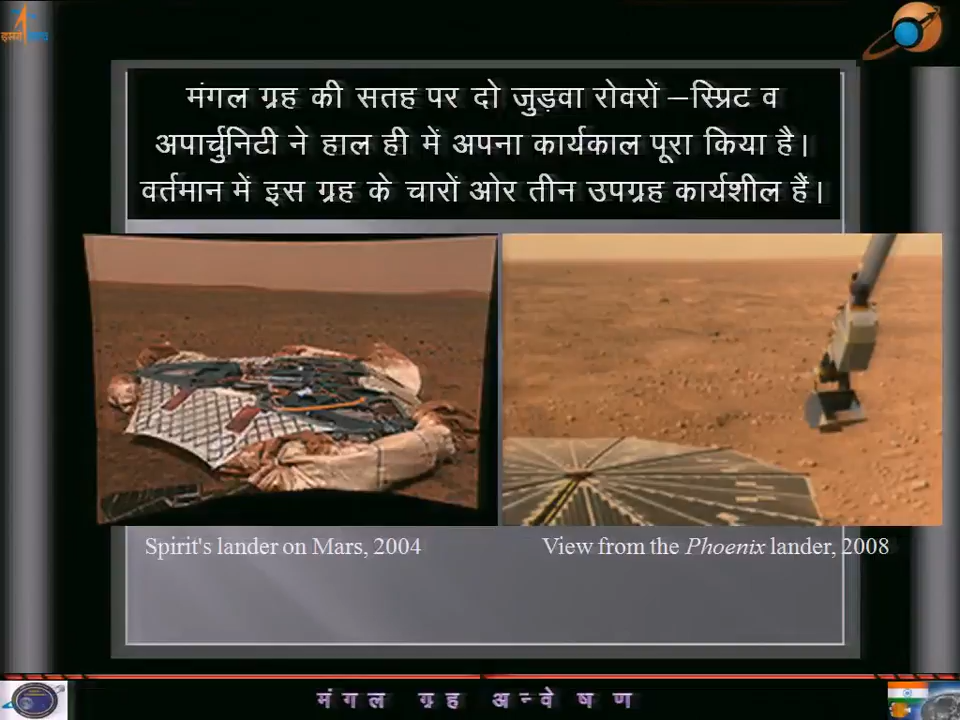 मंगल ग्रह की सतह पर दो जुड़वा रोवरों –स्प्रिट व
अपार्चुनिटी ने हाल ही में अपना कार्यकाल पूरा किया है।
वर्तमान में इस ग्रह के चारों ओर तीन उपग्रह कार्यशील हैं।
Spirit's lander on Mars, 2004
View from the Phoenix lander, 2008
मंगल ग्रह अन्वेषण